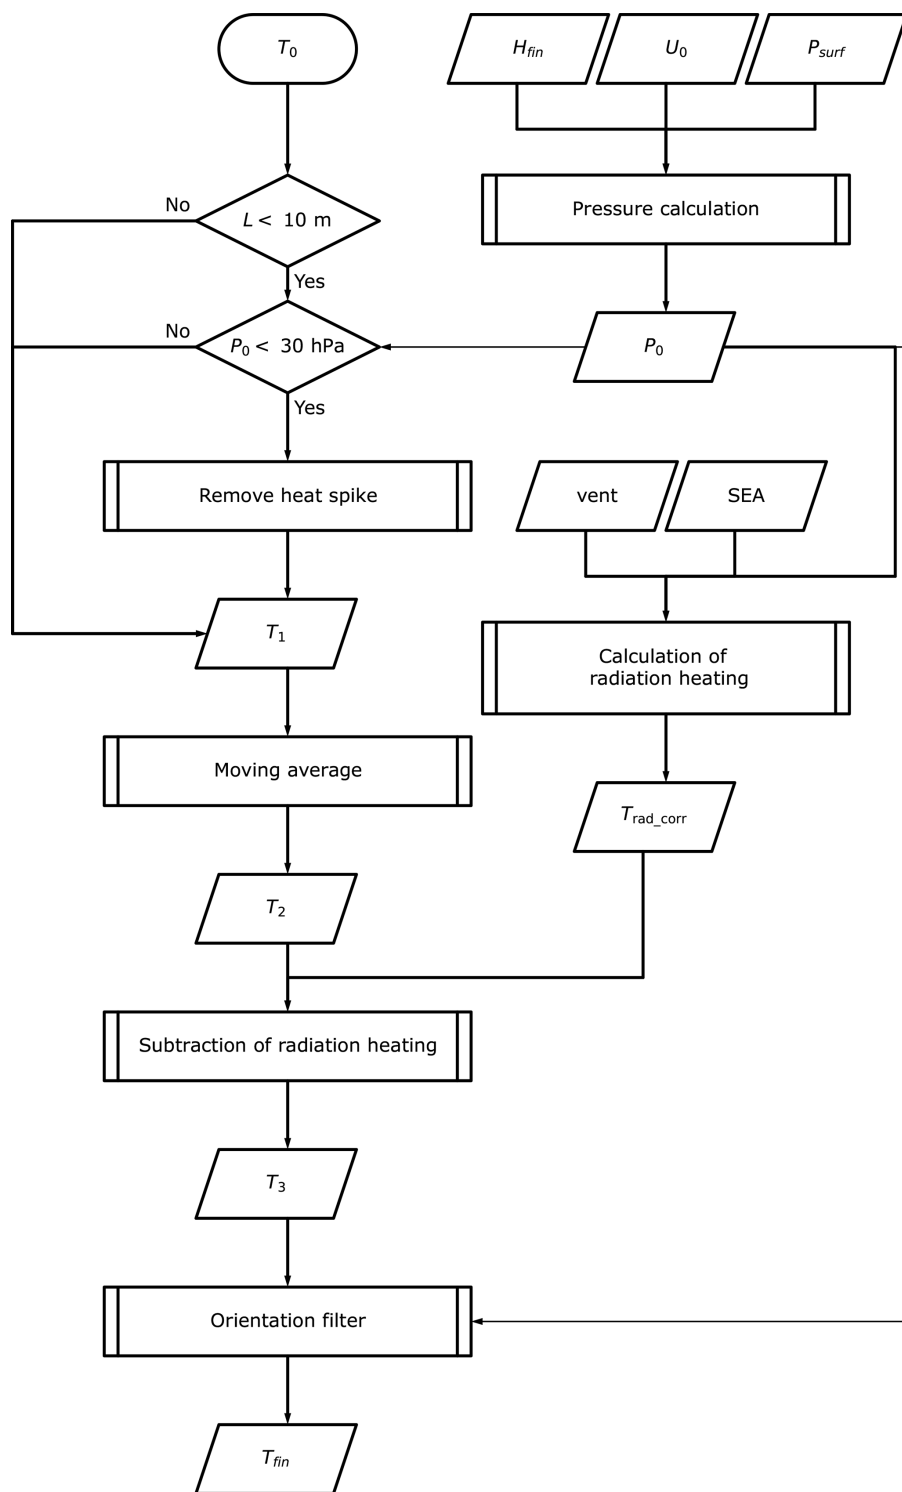 T0
Hfin
U0
Psurf
No
L < 10 m
Pressure calculation
Yes
No
P0 < 30 hPa
P0
Yes
Remove heat spike
vent
SEA
T1
Calculation of
radiation heating
Moving average
Trad_corr
T2
Subtraction of radiation heating
T3
Orientation filter
Tfin